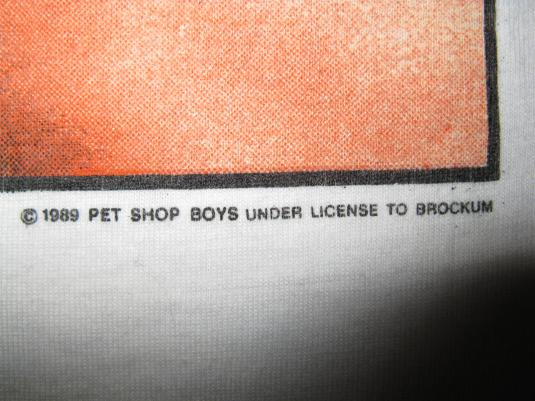 © 1989 PET SHOP BOYS UNDER LICENSE TO BROCKUM